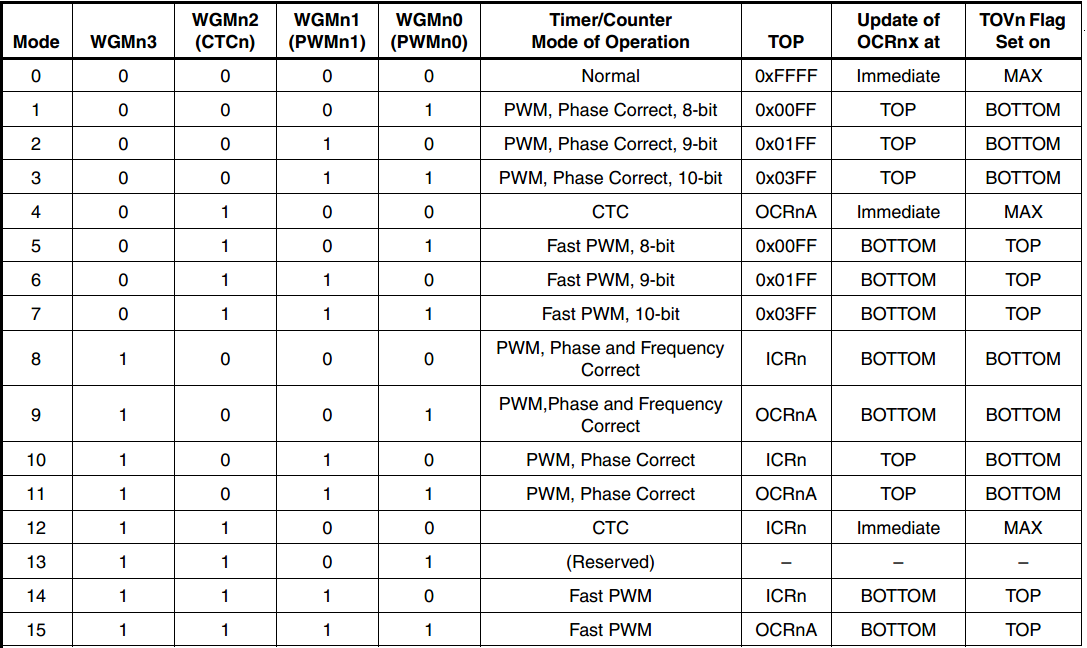 Mode WGMn3 WGMn2 (CTCn) WGMn1 (PWMn1) WGMn0 (PWMn0) Timer/Counter Mode of Operation TOP Update of OCRnx at TOVn Flag Set on
0 0 0 0 0 Normal 0xFFFF Immediate MAX
1 0 0 0 1 PWM, Phase Correct, 8-bit 0x00FF TOP BOTTOM
2 0 0 1 0 PWM, Phase Correct, 9-bit 0x01FF TOP BOTTOM
3 0 0 1 1 PWM, Phase Correct, 10-bit 0x03FF TOP BOTTOM
4 0 1 0 0 CTC OCRnA Immediate MAX
5 0 1 0 1 Fast PWM, 8-bit 0x00FF BOTTOM TOP
6 0 1 1 0 Fast PWM, 9-bit 0x01FF BOTTOM TOP
7 0 1 1 1 Fast PWM, 10-bit 0x03FF BOTTOM TOP
8 1 0 0 0 PWM, Phase and Frequency Correct ICRn BOTTOM BOTTOM
9 1 0 0 1 PWM,Phase and Frequency Correct OCRnA BOTTOM BOTTOM
10 1 0 1 0 PWM, Phase Correct ICRn TOP BOTTOM
11 1 0 1 1 PWM, Phase Correct OCRnA TOP BOTTOM
12 1 1 0 0 CTC ICRn Immediate MAX
13 1 1 0 1 (Reserved) – – –
14 1 1 1 0 Fast PWM ICRn BOTTOM TOP
15 1 1 1 1 Fast PWM OCRnA BOTTOM TOP